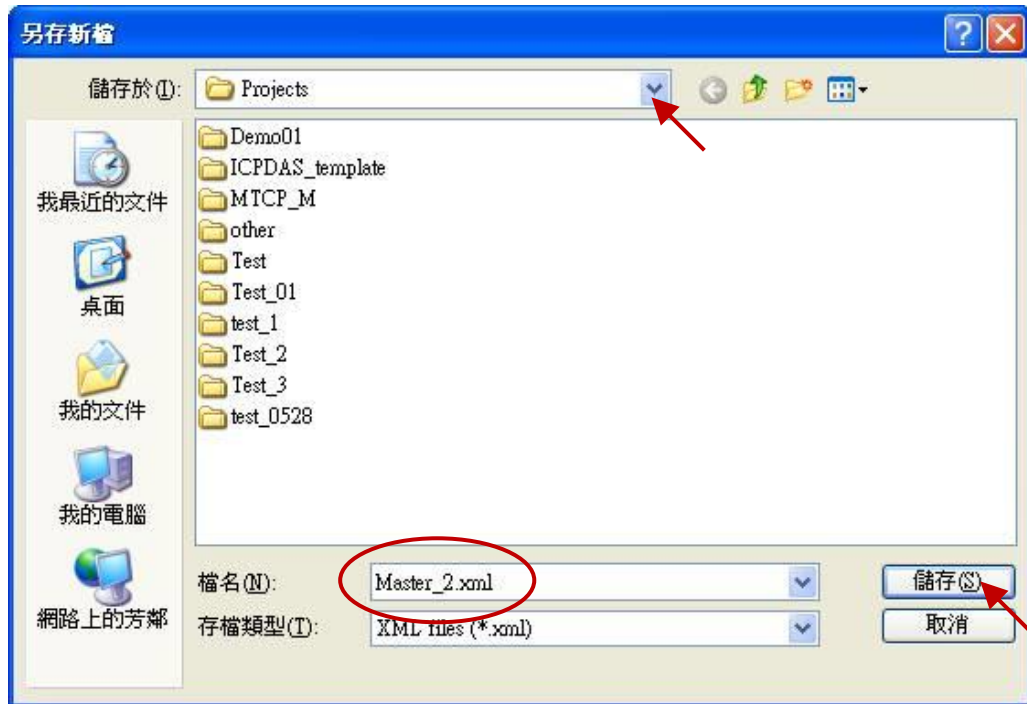 另存新檔
儲存於(I): Projects
我最近的文件
桌面
我的文件
我的電腦
網路上的芳鄰
Demo01
ICPDAS_template
MTCP_M
other
Test
Test_01
test_1
Test_2
Test_3
test_0528
檔名(N): Master_2.xml 儲存(S)
存檔類型(T): XML files (*.xml) 取消